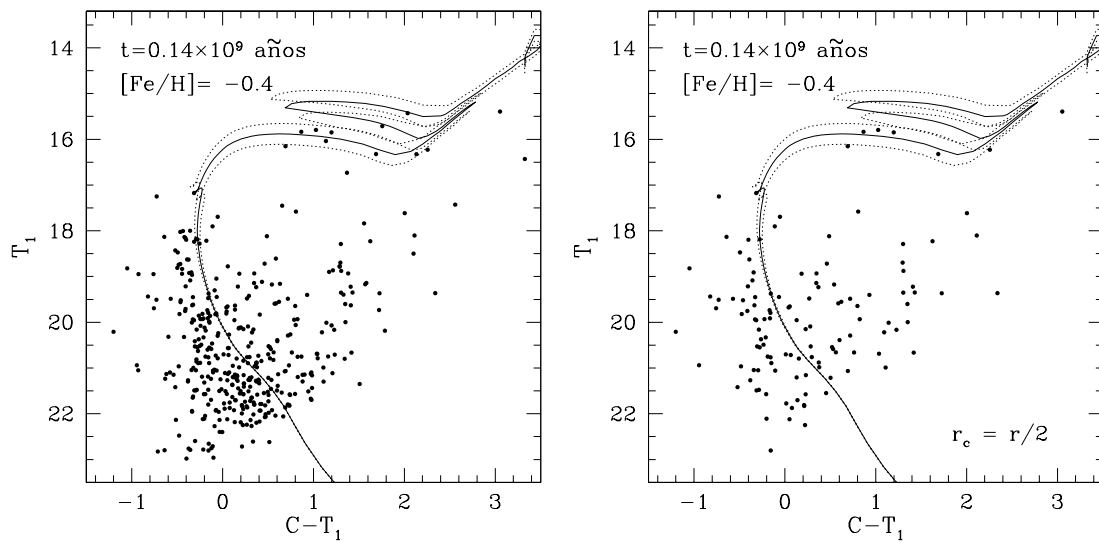 t=0.14×10⁹ años
[Fe/H]= −0.4
14
16
18
20
22
T₁
−1
0
1
2
3
C−T₁
t=0.14×10⁹ años
[Fe/H]= −0.4
r_c = r/2
14
16
18
20
22
T₁
−1
0
1
2
3
C−T₁